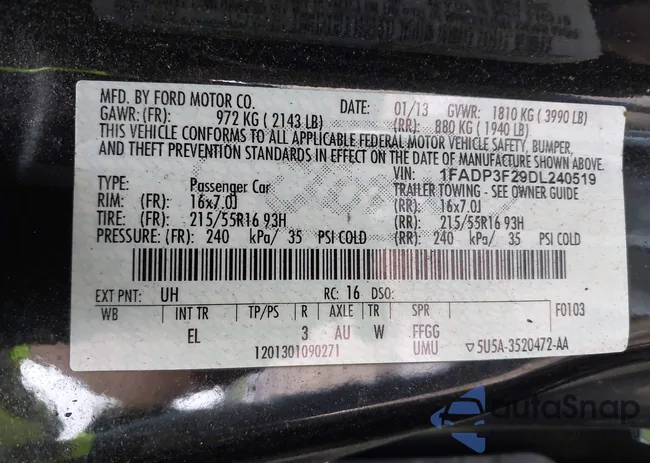 MFD. BY FORD MOTOR CO. DATE: 01/13 GVWR: 1810 KG ( 3990 LB)
GAWR: (FR): 972 KG ( 2143 LB) (RR): 880 KG ( 1940 LB)
THIS VEHICLE CONFORMS TO ALL APPLICABLE FEDERAL MOTOR VEHICLE SAFETY, BUMPER,
AND THEFT PREVENTION STANDARDS IN EFFECT ON THE DATE OF MANUFACTURE SHOWN ABOVE.
VIN: 1FADP3F29DL240519
TYPE: Passenger Car TRAILER TOWING - SEE OWNER GUIDE
RIM: (FR): 16x7.0J (RR): 16x7.0J
TIRE: (FR): 215/55R16 93H (RR): 215/55R16 93H
PRESSURE: (FR): 240 kPa/ 35 PSI COLD (RR): 240 kPa/ 35 PSI COLD
EXT PNT: UH RC: 16 DSO:
WB INT TR TP/PS R AXLE TR SPR F0103
EL 3 AU W .FFGG
1201301090271 UMU ▽5U5A-3520472-AA
AutaSnap